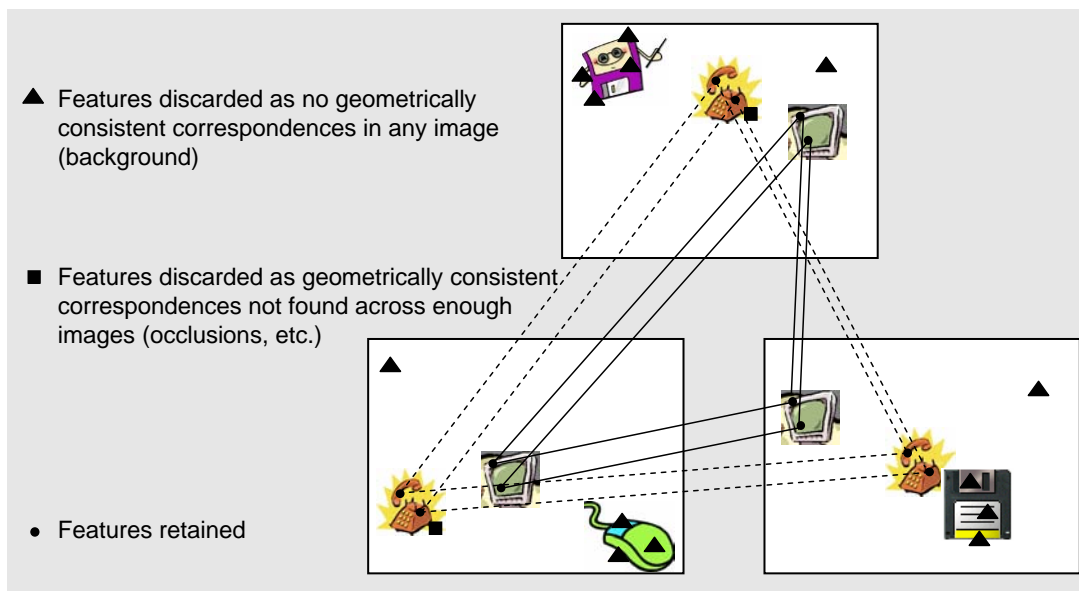 Features discarded as no geometrically
consistent correspondences in any image
(background)
Features discarded as geometrically consistent
correspondences not found across enough
images (occlusions, etc.)
Features retained